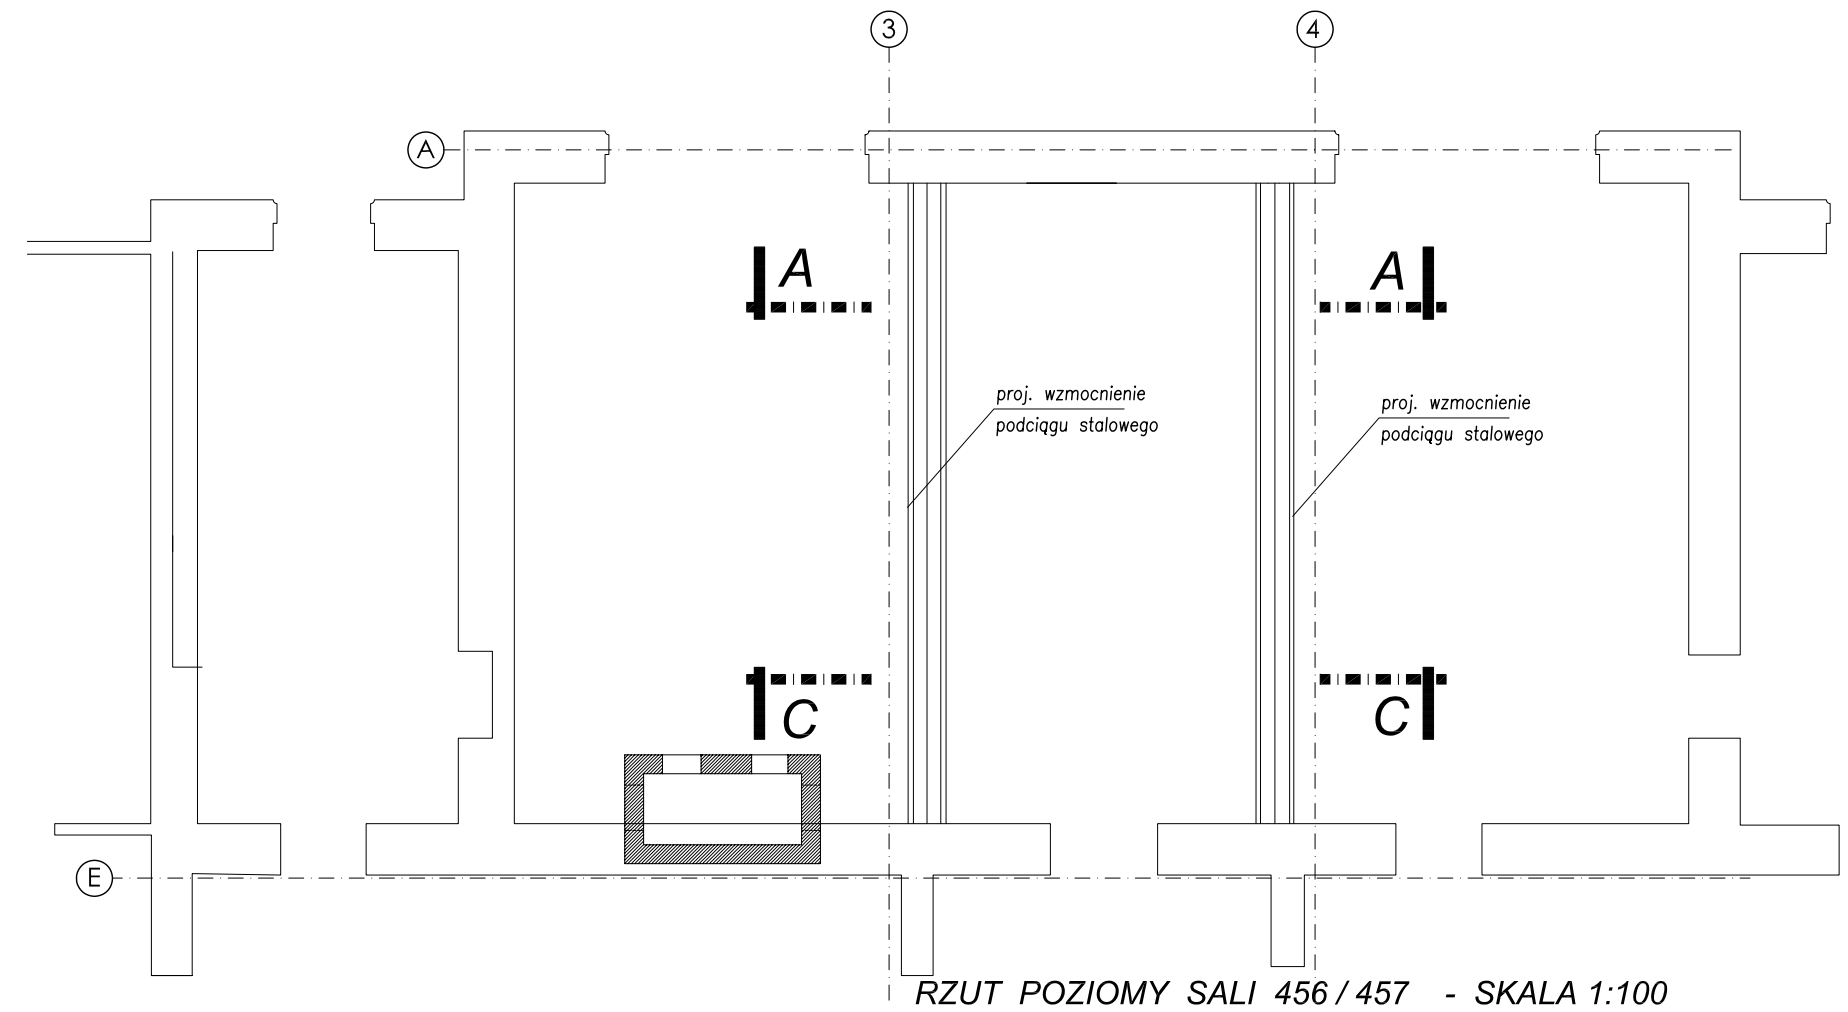 3
4
A
A
A
proj. wzmocnienie
podciągu stalowego
proj. wzmocnienie
podciągu stalowego
C
C
E
RZUT POZIOMY SALI 456 / 457 - SKALA 1:100